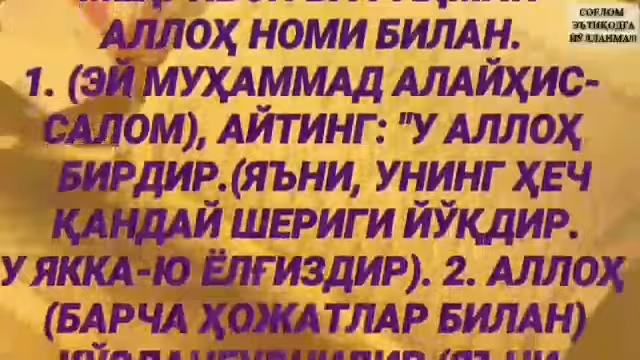 АЛЛОҲ НОМИ БИЛАН.
1. (ЭЙ МУҲАММАД АЛАЙҲИС-
САЛОМ), АЙТИНГ: "У АЛЛОҲ
БИРДИР.(ЯЪНИ, УНИНГ ҲЕЧ
ҚАНДАЙ ШЕРИГИ ЙЎҚДИР.
У ЯККА-Ю ЁЛҒИЗДИР). 2. АЛЛОҲ
(БАРЧА ҲОЖАТЛАР БИЛАН)
СОҒЛОМ
ЭЪТИҚОДГА
ЙЎЛЛАНМА!!!